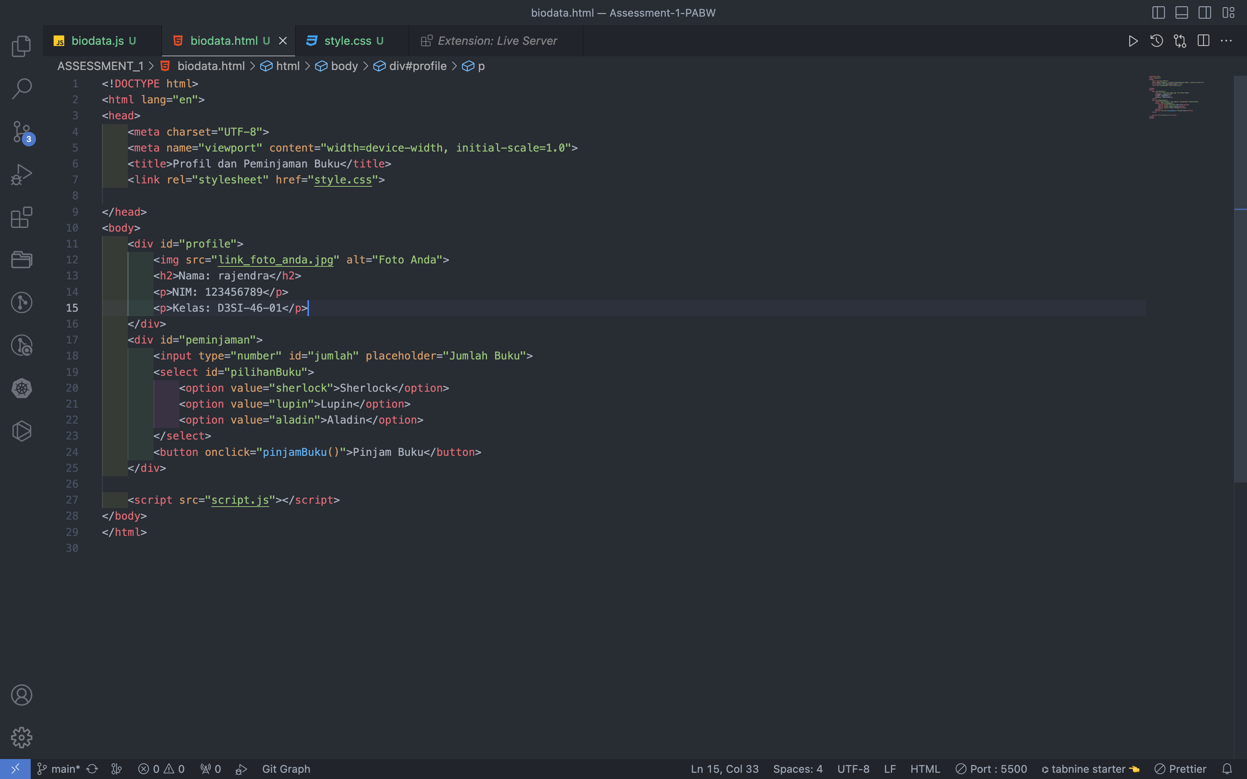 biodata.html — Assessment-1-PABW
biodata.js U
biodata.html U
style.css U
Extension: Live Server
ASSESSMENT_1 > biodata.html > html > body > div#profile > p
3
1 <!DOCTYPE html>
2 <html lang="en">
3 <head>
4 <meta charset="UTF-8">
5 <meta name="viewport" content="width=device-width, initial-scale=1.0">
6 <title>Profil dan Peminjaman Buku</title>
7 <link rel="stylesheet" href="style.css">
8
9 </head>
10 <body>
11 <div id="profile">
12 <img src="link_foto_anda.jpg" alt="Foto Anda">
13 <h2>Nama: rajendra</h2>
14 <p>NIM: 123456789</p>
15 <p>Kelas: D3SI-46-01</p>
16 </div>
17 <div id="peminjaman">
18 <input type="number" id="jumlah" placeholder="Jumlah Buku">
19 <select id="pilihanBuku">
20 <option value="sherlock">Sherlock</option>
21 <option value="lupin">Lupin</option>
22 <option value="aladin">Aladin</option>
23 </select>
24 <button onclick="pinjamBuku()">Pinjam Buku</button>
25 </div>
26
27 <script src="script.js"></script>
28 </body>
29 </html>
30
main* 0 0 0 Git Graph Ln 15, Col 33 Spaces: 4 UTF-8 LF HTML Port : 5500 tabnine starter Prettier